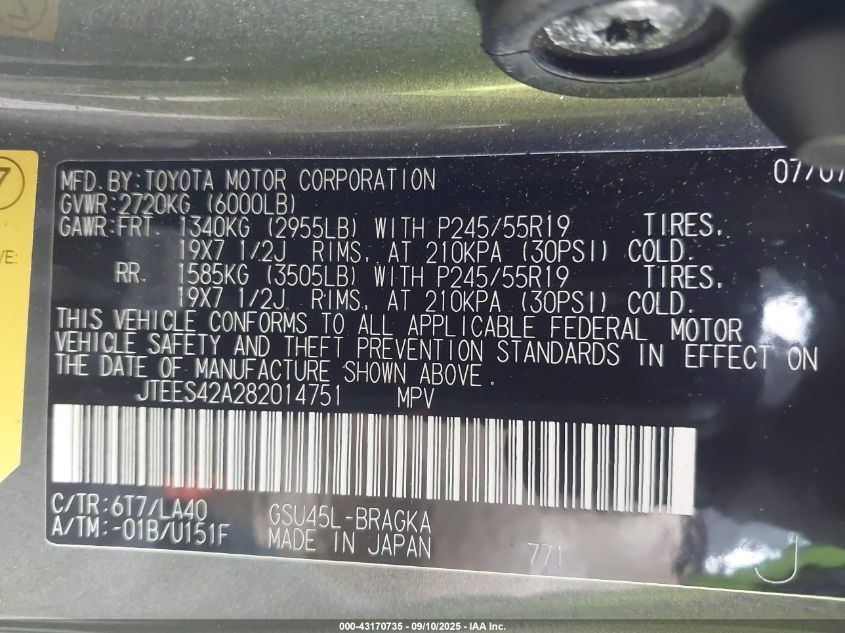 MFD. BY: TOYOTA MOTOR CORPORATION 07/07
GVWR: 2720KG (6000LB)
GAWR: FRT. 1340KG (2955LB) WITH P245/55R19 TIRES,
19X7 1/2J RIMS, AT 210KPA (30PSI) COLD.
RR. 1585KG (3505LB) WITH P245/55R19 TIRES,
19X7 1/2J RIMS, AT 210KPA (30PSI) COLD.
THIS VEHICLE CONFORMS TO ALL APPLICABLE FEDERAL MOTOR
VEHICLE SAFETY AND THEFT PREVENTION STANDARDS IN EFFECT ON
THE DATE OF MANUFACTURE SHOWN ABOVE.
JTEES42A282014751 MPV
C/TR: 6T7/LA40 GSU45L-BRAGKA
A/TM: -01B/U151F MADE IN JAPAN 771 J
000-43170735 - 09/10/2025 - IAA Inc.